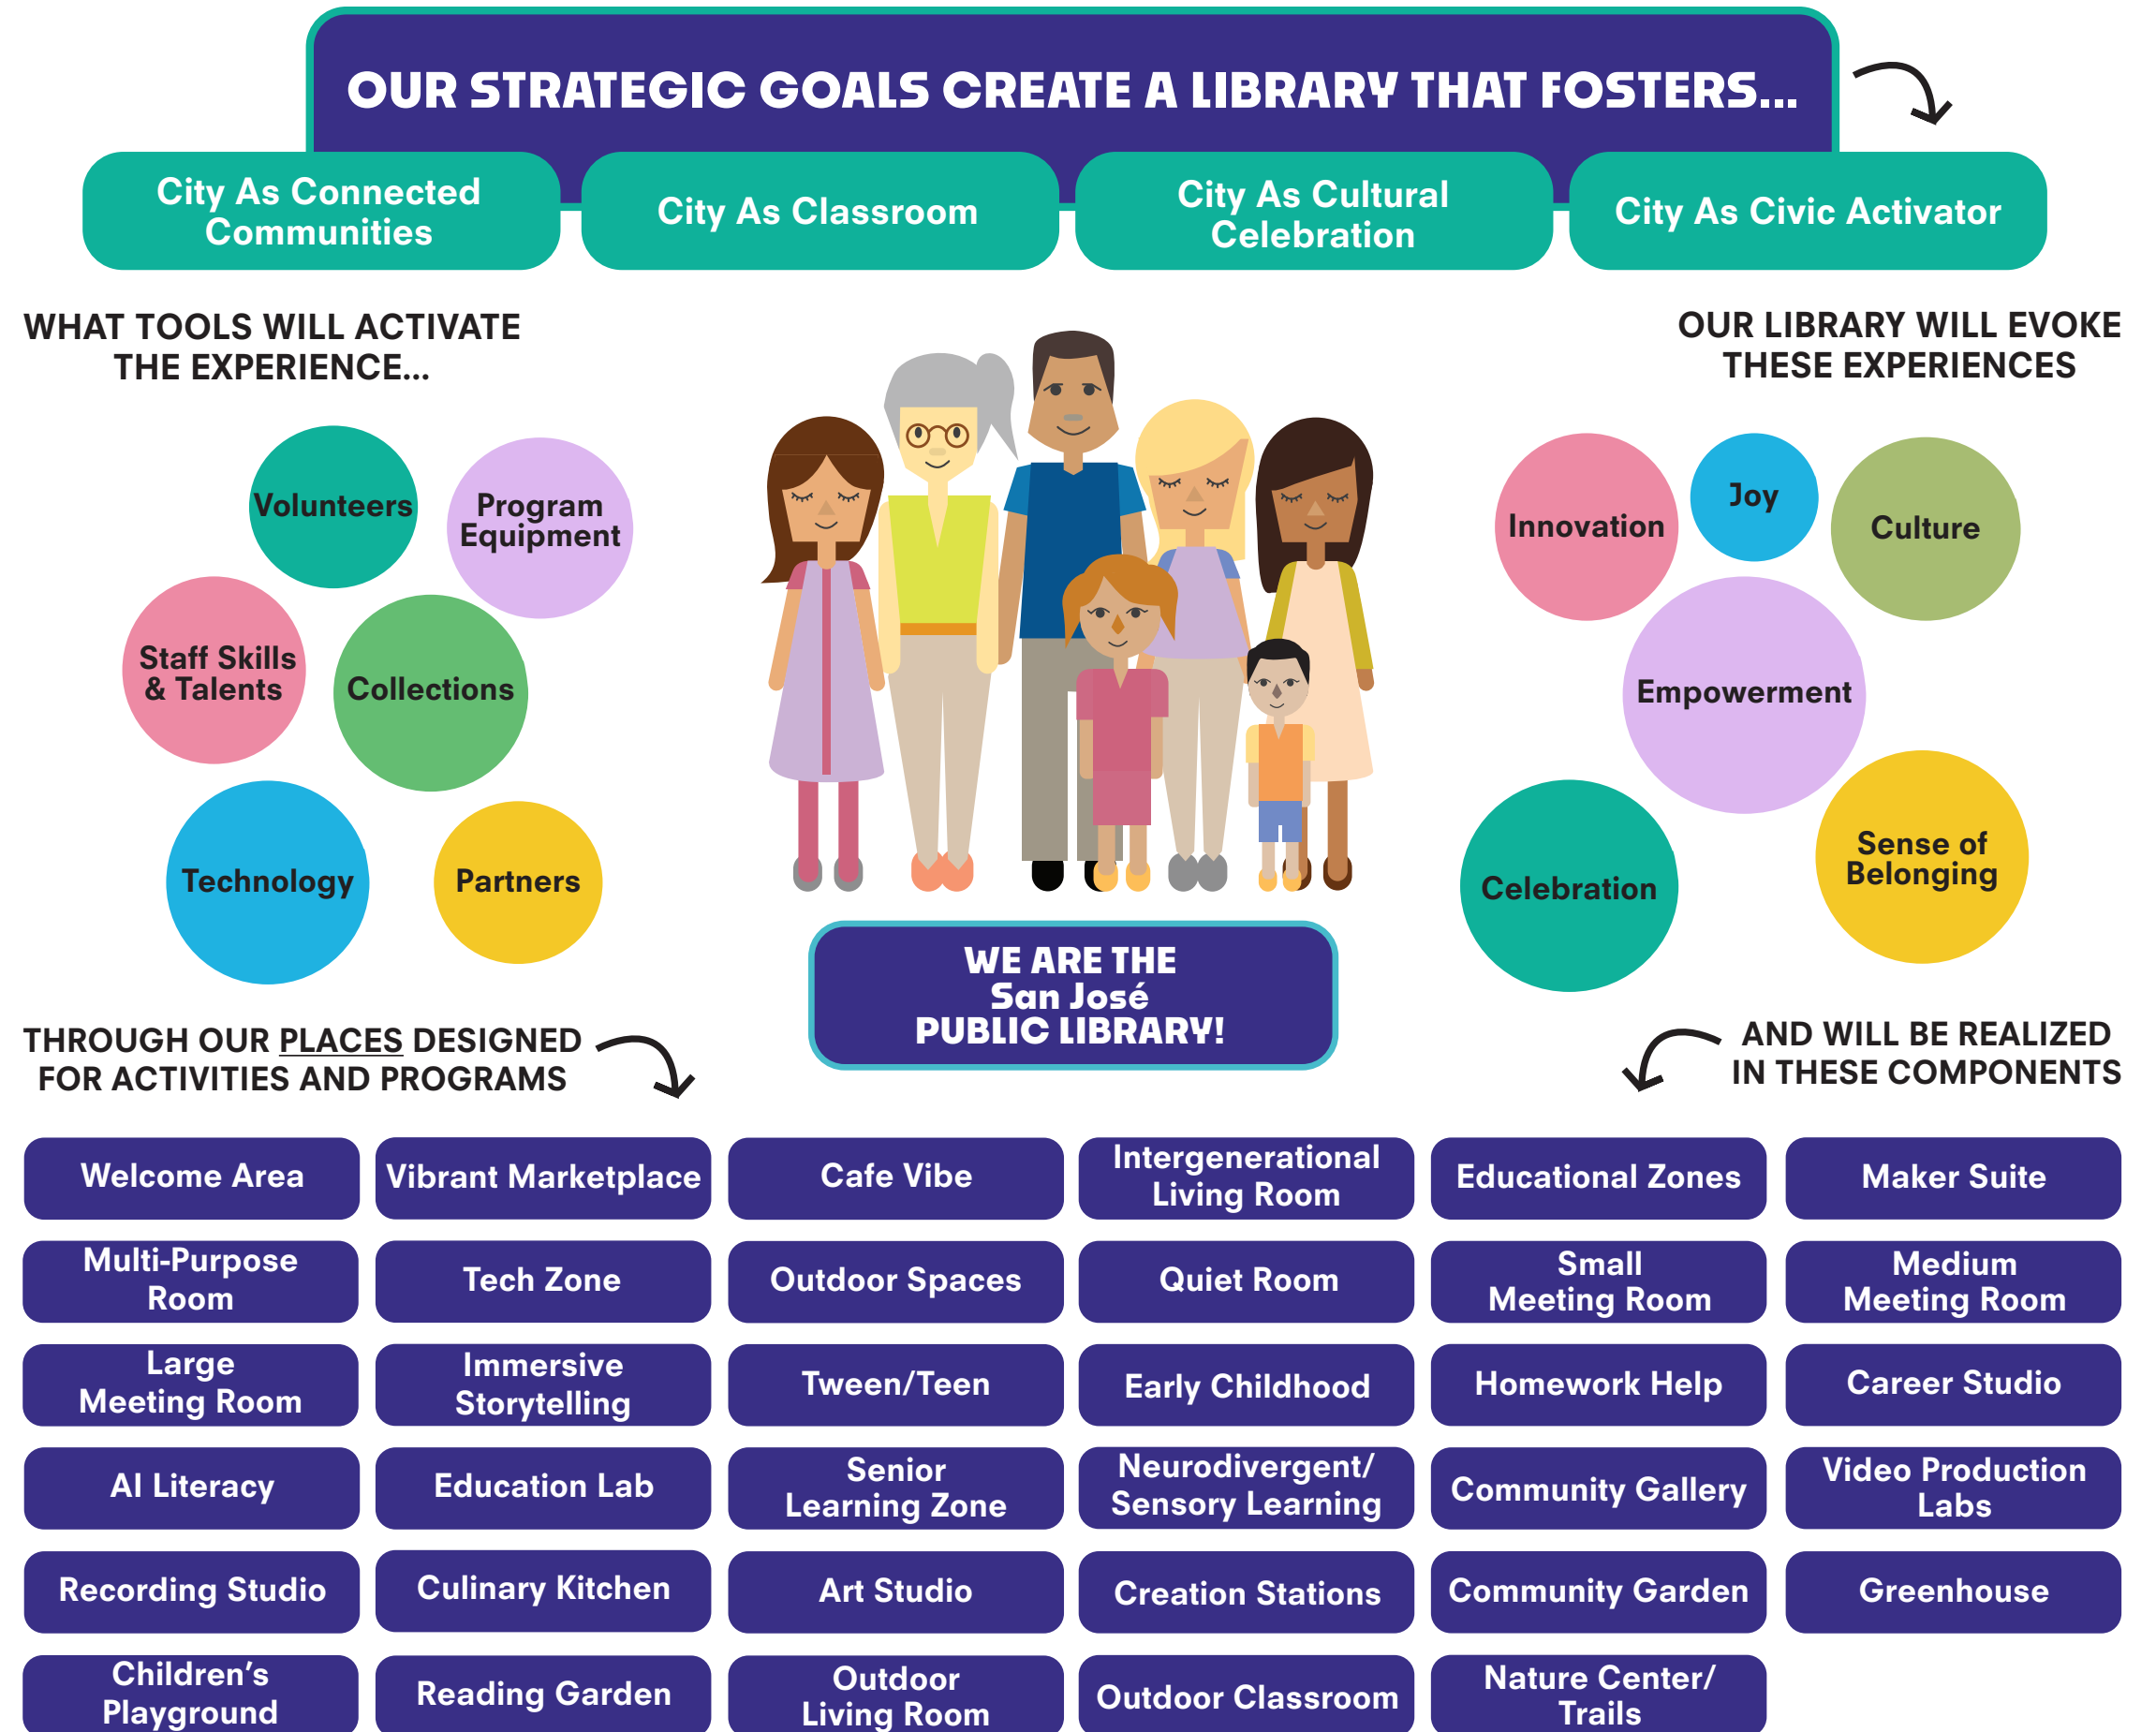 OUR STRATEGIC GOALS CREATE A LIBRARY THAT FOSTERS...
City As Connected
Communities
City As Classroom
City As Cultural
Celebration
City As Civic Activator
WHAT TOOLS WILL ACTIVATE
THE EXPERIENCE...
Volunteers
Program
Equipment
Staff Skills
& Talents
Collections
Technology
Partners
OUR LIBRARY WILL EVOKE
THESE EXPERIENCES
Innovation
Joy
Culture
Empowerment
Celebration
Sense of
Belonging
WE ARE THE
San José
PUBLIC LIBRARY!
THROUGH OUR PLACES DESIGNED
FOR ACTIVITIES AND PROGRAMS
AND WILL BE REALIZED
IN THESE COMPONENTS
Welcome Area
Vibrant Marketplace
Cafe Vibe
Intergenerational
Living Room
Educational Zones
Maker Suite
Multi-Purpose
Room
Tech Zone
Outdoor Spaces
Quiet Room
Small
Meeting Room
Medium
Meeting Room
Large
Meeting Room
Immersive
Storytelling
Tween/Teen
Early Childhood
Homework Help
Career Studio
AI Literacy
Education Lab
Senior
Learning Zone
Neurodivergent/
Sensory Learning
Community Gallery
Video Production
Labs
Recording Studio
Culinary Kitchen
Art Studio
Creation Stations
Community Garden
Greenhouse
Children's
Playground
Reading Garden
Outdoor
Living Room
Outdoor Classroom
Nature Center/
Trails